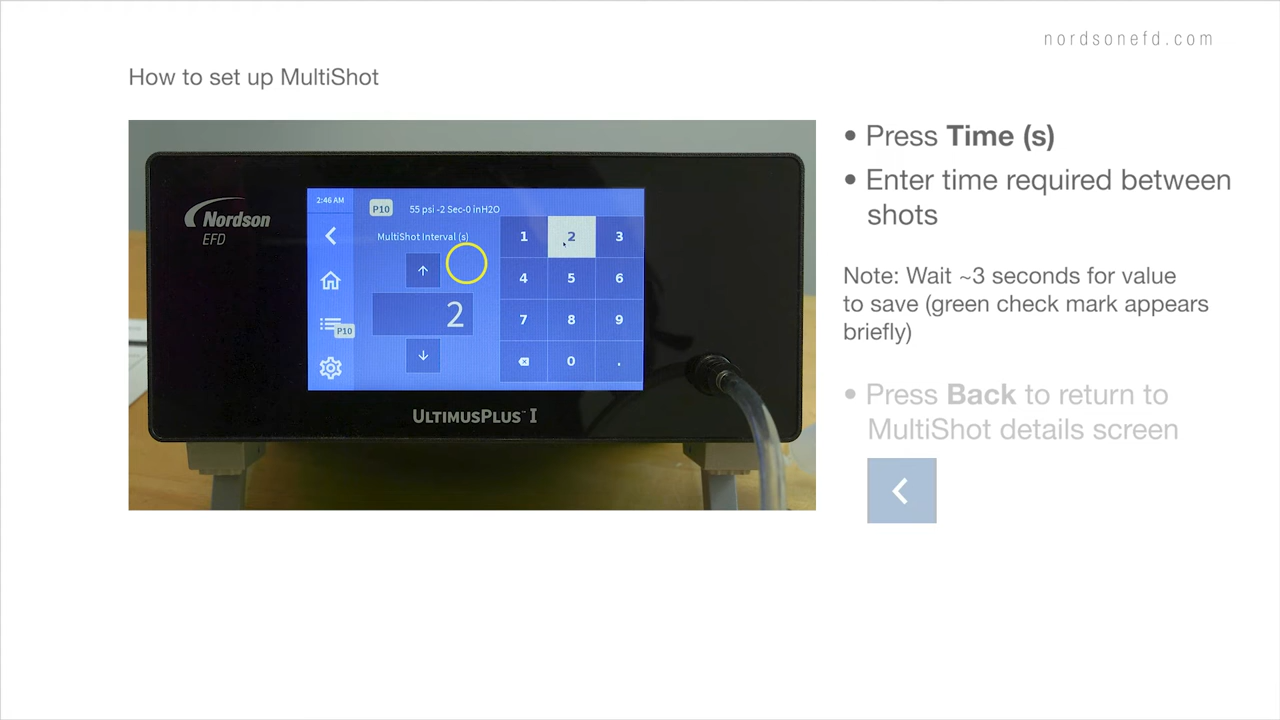 nordsonefd.com
How to set up MultiShot
• Press Time (s)
• Enter time required between
shots
Note: Wait ~3 seconds for value
to save (green check mark appears
briefly)
• Press Back to return to
MultiShot details screen
Nordson
EFD
2:46 AM
P10
55 psi -2 Sec-0 inH2O
MultiShot Interval (s)
2
P10
1 2 3
4 5 6
7 8 9
0 .
ULTIMUSPLUS™ I